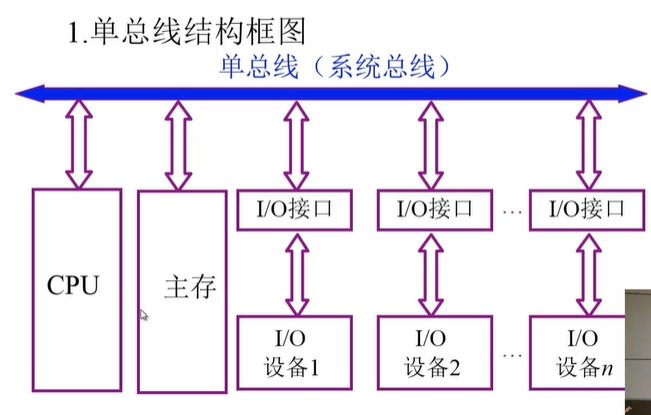 1.单总线结构框图
单总线（系统总线）
I/O接口
I/O接口
…
I/O接口
CPU
主存
I/O
设备1
I/O
设备2
…
I/O
设备n